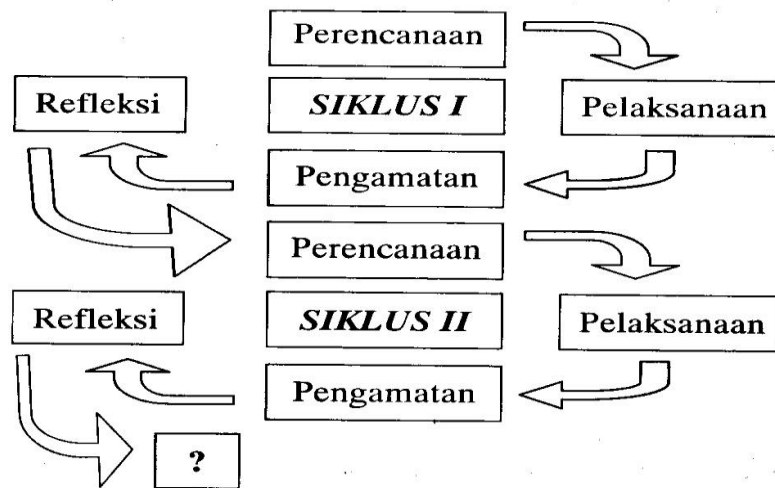 Perencanaan
Refleksi
SIKLUS I
Pelaksanaan
Pengamatan
Perencanaan
Refleksi
SIKLUS II
Pelaksanaan
Pengamatan
?